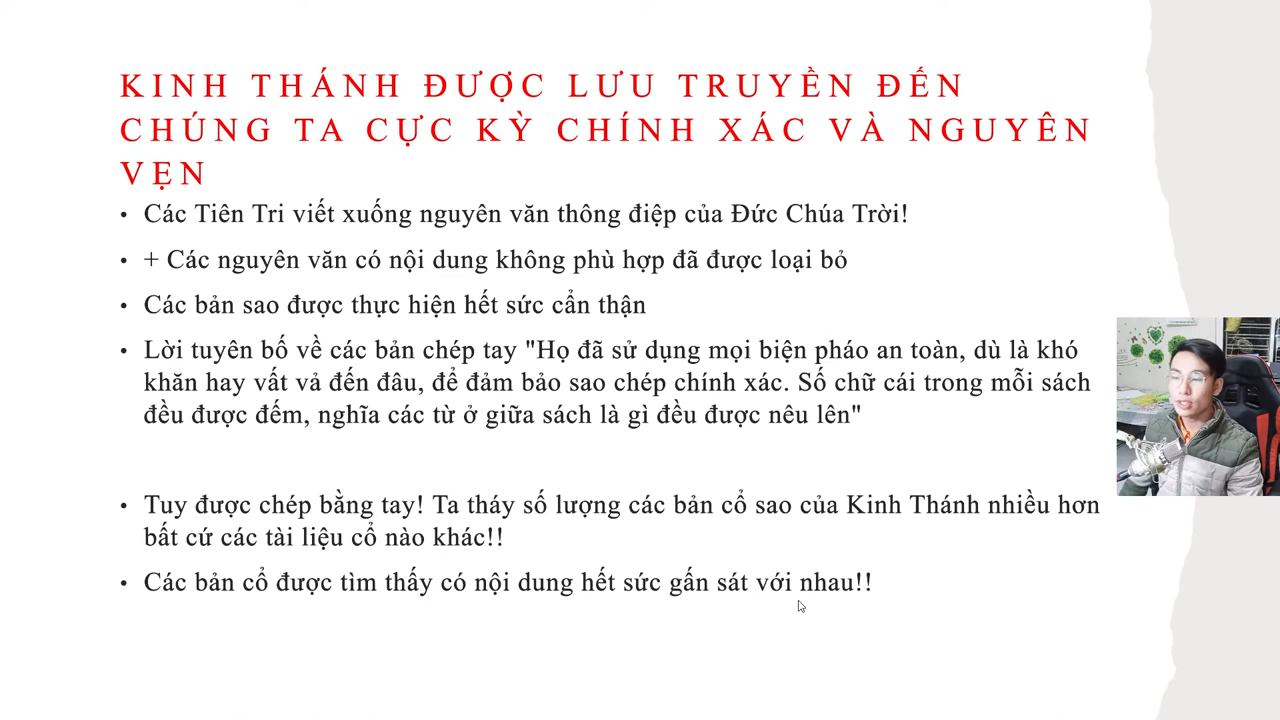 KINH THÁNH ĐƯỢC LƯU TRUYỀN ĐẾN
CHÚNG TA CỰC KỲ CHÍNH XÁC VÀ NGUYÊN
VẸN
• Các Tiên Tri viết xuống nguyên văn thông điệp của Đức Chúa Trời!
• + Các nguyên văn có nội dung không phù hợp đã được loại bỏ
• Các bản sao được thực hiện hết sức cẩn thận
• Lời tuyên bố về các bản chép tay "Họ đã sử dụng mọi biện pháo an toàn, dù là khó
khăn hay vất vả đến đâu, để đảm bảo sao chép chính xác. Số chữ cái trong mỗi sách
đều được đếm, nghĩa các từ ở giữa sách là gì đều được nêu lên"
• Tuy được chép bằng tay! Ta tháy số lượng các bản cổ sao của Kinh Thánh nhiều hơn
bất cứ các tài liệu cổ nào khác!!
• Các bản cổ được tìm thấy có nội dung hết sức gấn sát với nhau!!